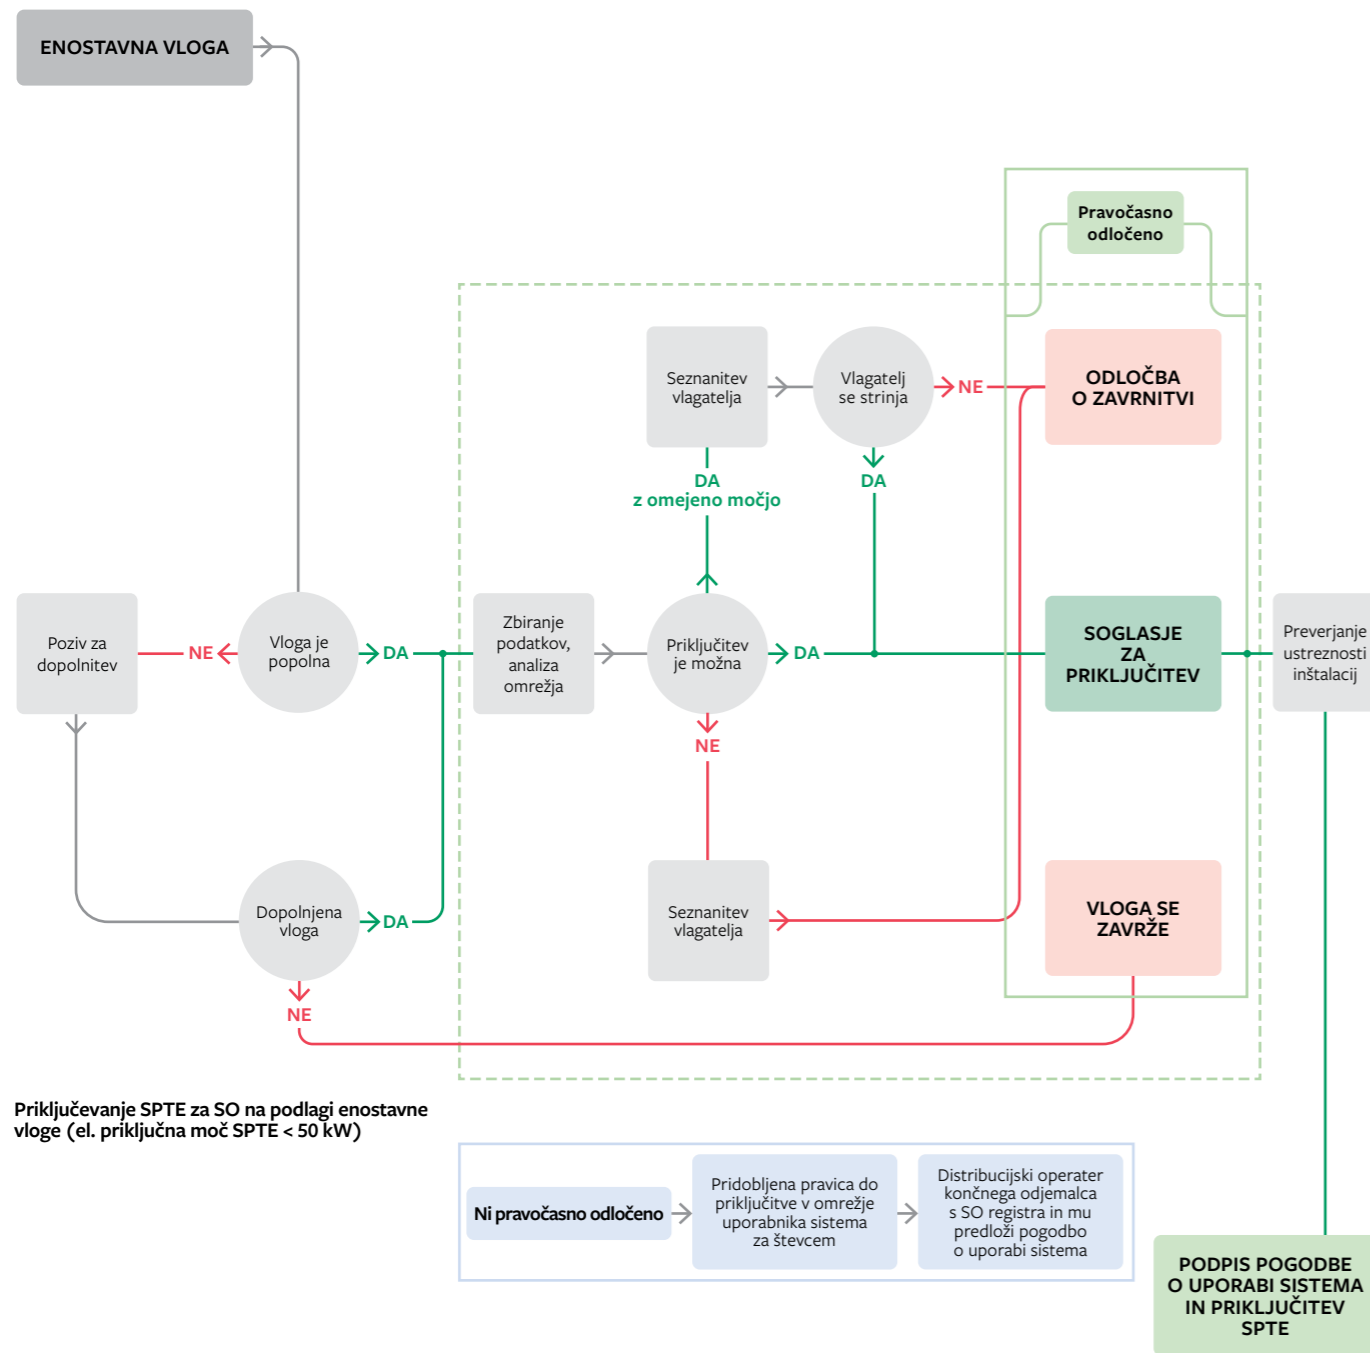 ENOSTAVNA VLOGA
Pravočasno
odločeno
Seznanitev
vlagatelja
Vlagatelj
se strinja
NE
ODLOČBA
O ZAVRNITVI
DA
z omejeno močjo
DA
Poziv za
dopolnitev
NE
Vloga je
popolna
DA
Zbiranje
podatkov,
analiza
omrežja
Priključitev
je možna
DA
SOGLASJE
ZA
PRIKLJUČITEV
Preverjanje
ustreznosti
inštalacij
NE
Dopolnjena
vloga
DA
Seznanitev
vlagatelja
VLOGA SE
ZAVRŽE
NE
Priključevanje SPTE za SO na podlagi enostavne
vloge (el. priključna moč SPTE < 50 kW)
Ni pravočasno odločeno
Pridobljena pravica do
priključitve v omrežje
uporabnika sistema
za števcem
Distribucijski operater
končnega odjemalca
s SO registra in mu
predloži pogodbo
o uporabi sistema
PODPIS POGODBE
O UPORABI SISTEMA
IN PRIKLJUČITEV
SPTE